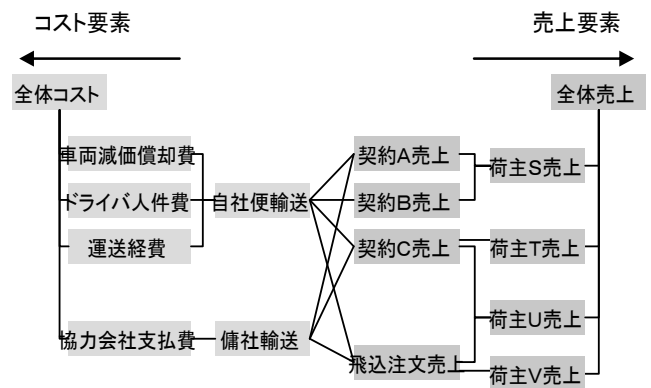 コスト要素
売上要素
全体コスト
全体売上
車両減価償却費
契約A売上
荷主S売上
ドライバ人件費
自社便輸送
契約B売上
運送経費
契約C売上
荷主T売上
荷主U売上
協力会社支払費
傭社輸送
飛込注文売上
荷主V売上